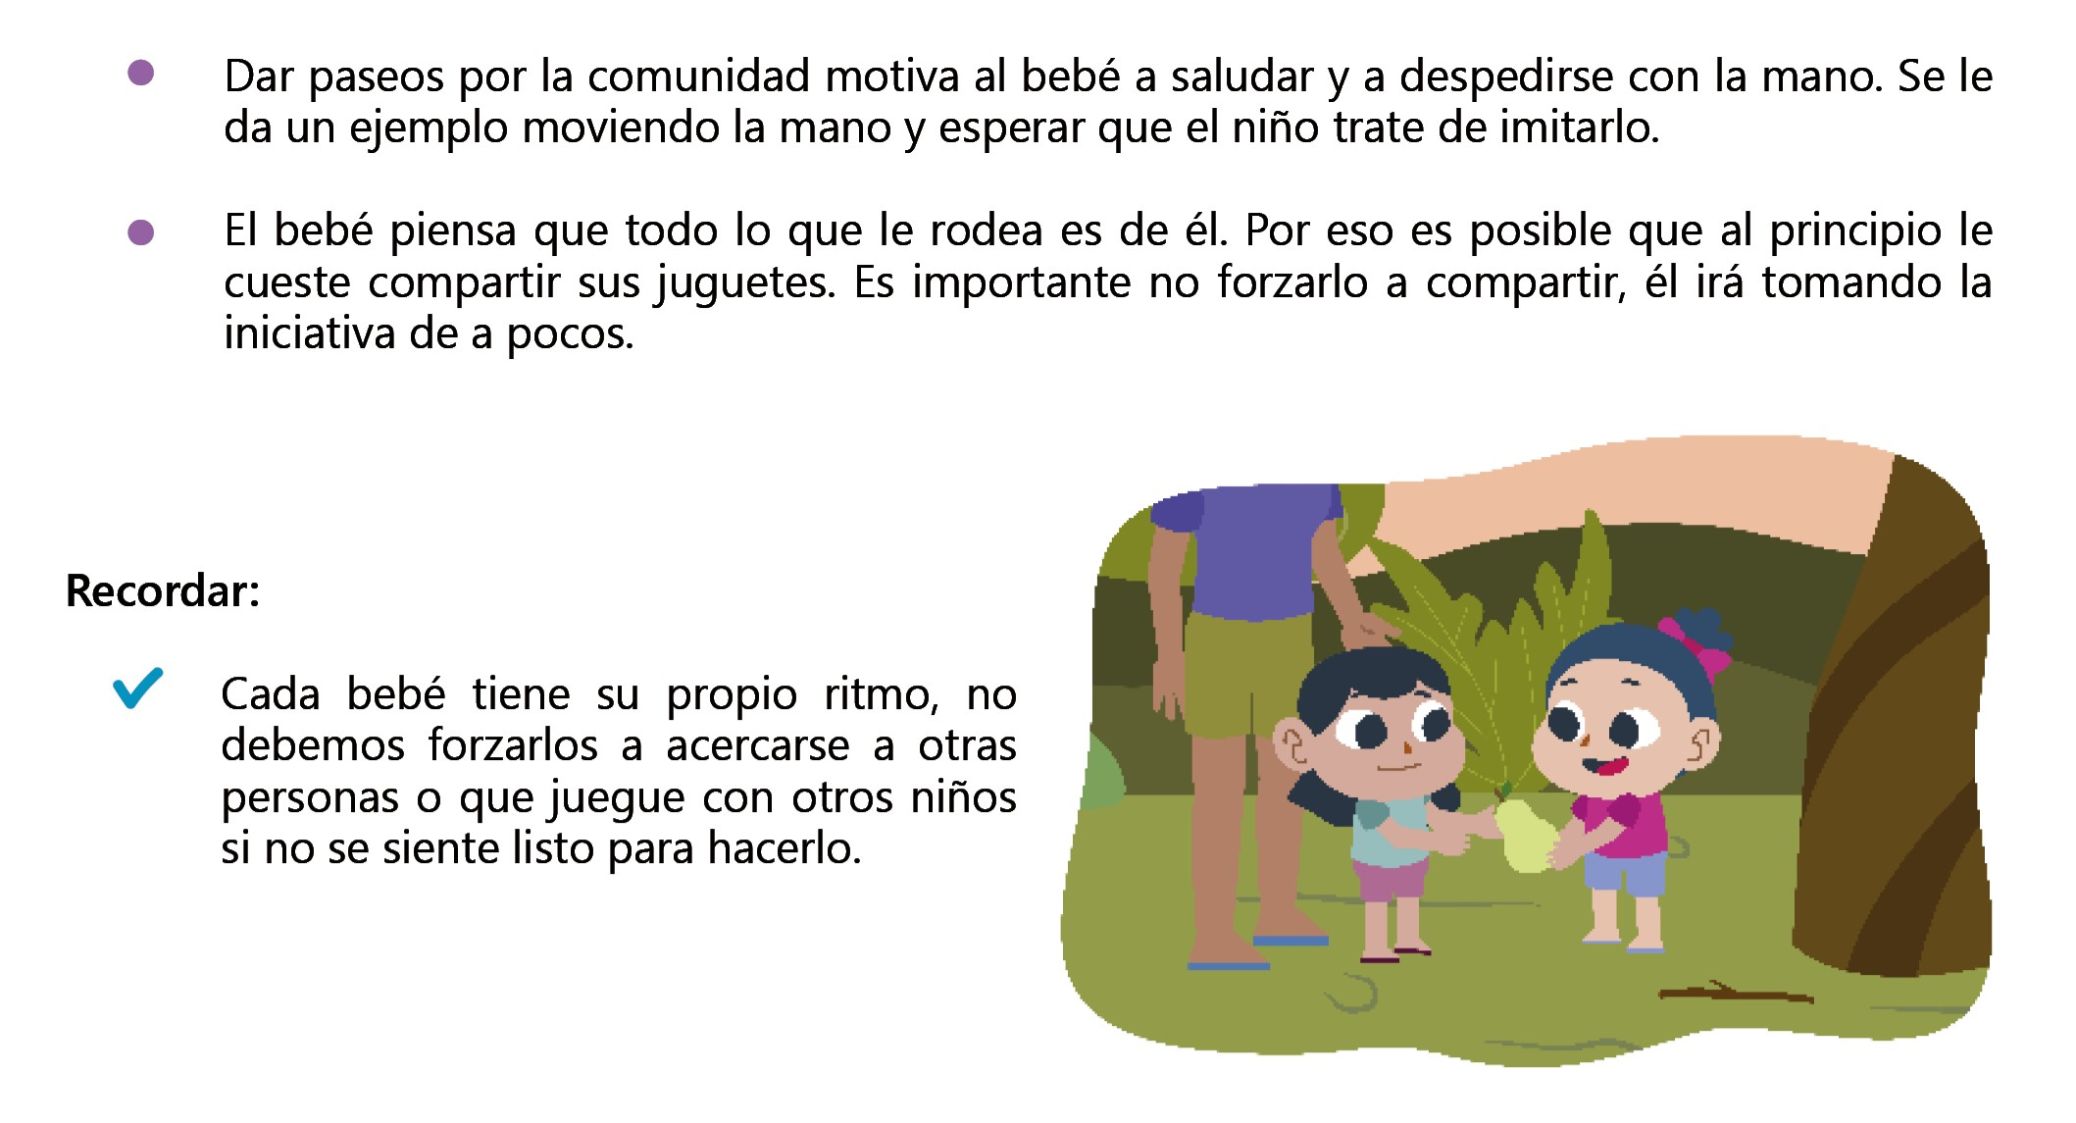 Dar paseos por la comunidad motiva al bebé a saludar y a despedirse con la mano. Se le
da un ejemplo moviendo la mano y esperar que el niño trate de imitarlo.
El bebé piensa que todo lo que le rodea es de él. Por eso es posible que al principio le
cueste compartir sus juguetes. Es importante no forzarlo a compartir, él irá tomando la
iniciativa de a pocos.
Recordar:
Cada bebé tiene su propio ritmo, no
debemos forzarlos a acercarse a otras
personas o que juegue con otros niños
si no se siente listo para hacerlo.